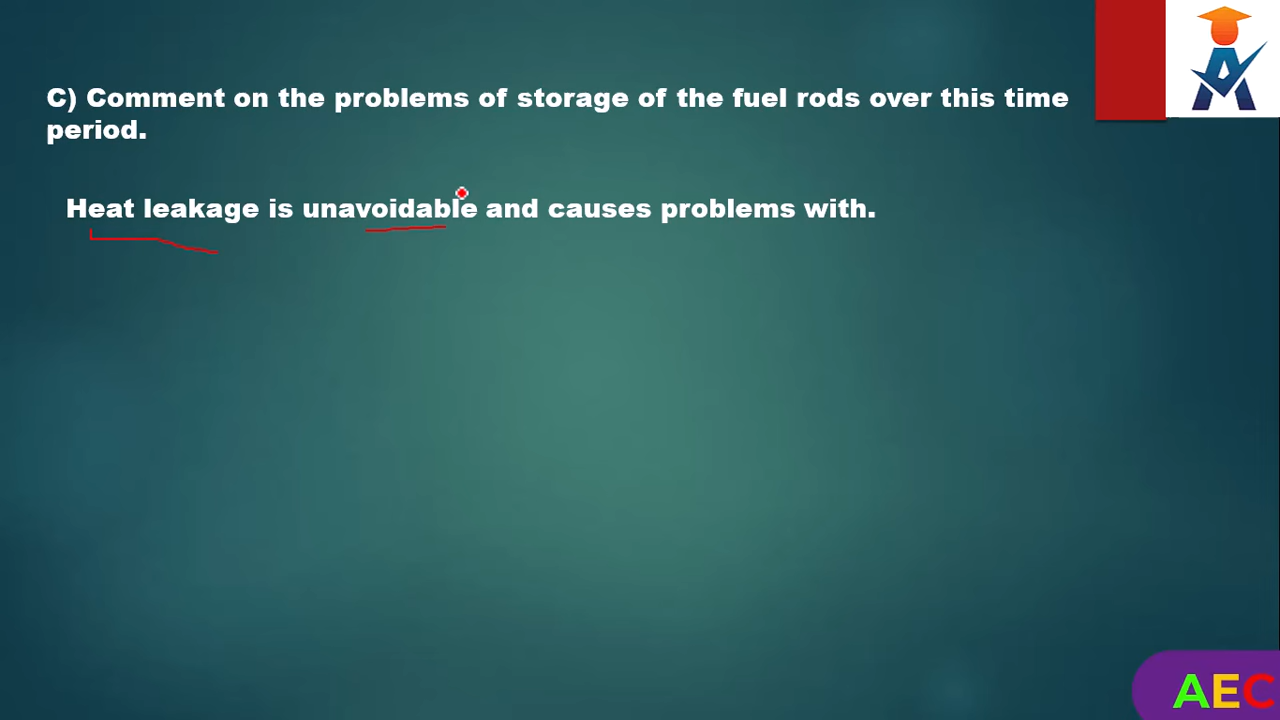 C) Comment on the problems of storage of the fuel rods over this time
period.
Heat leakage is unavoidable and causes problems with.
AEC